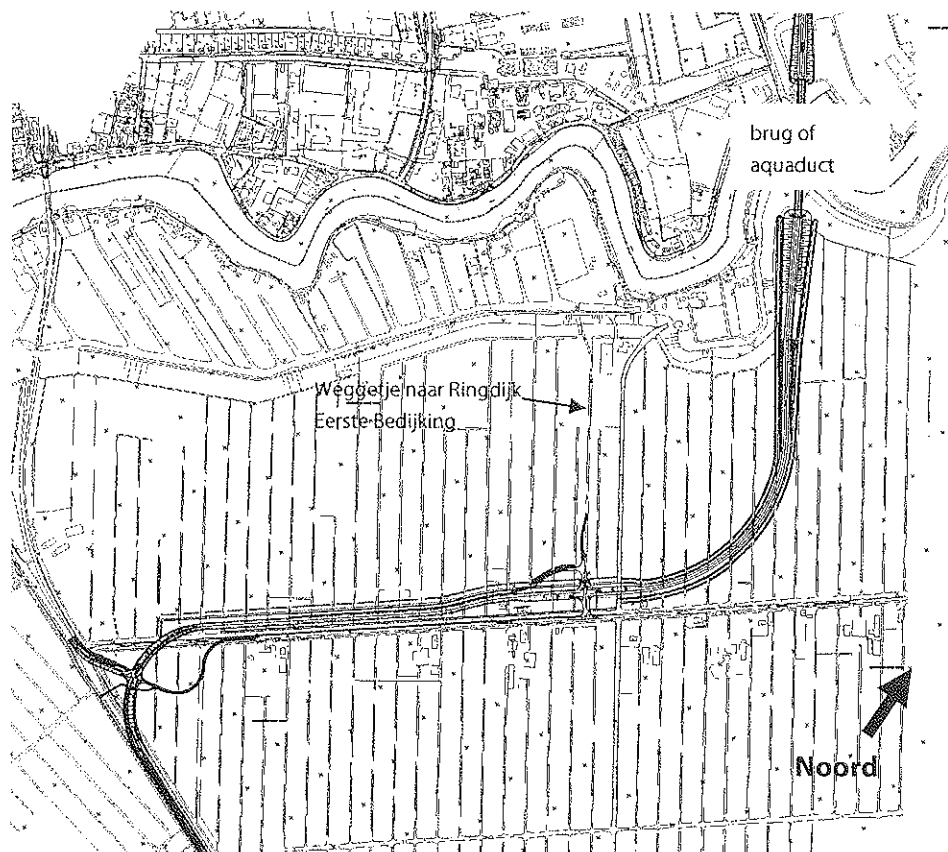 brug of
aquaduct
Weggetje naar Ringdijk
Eerste Bedijking
Noord